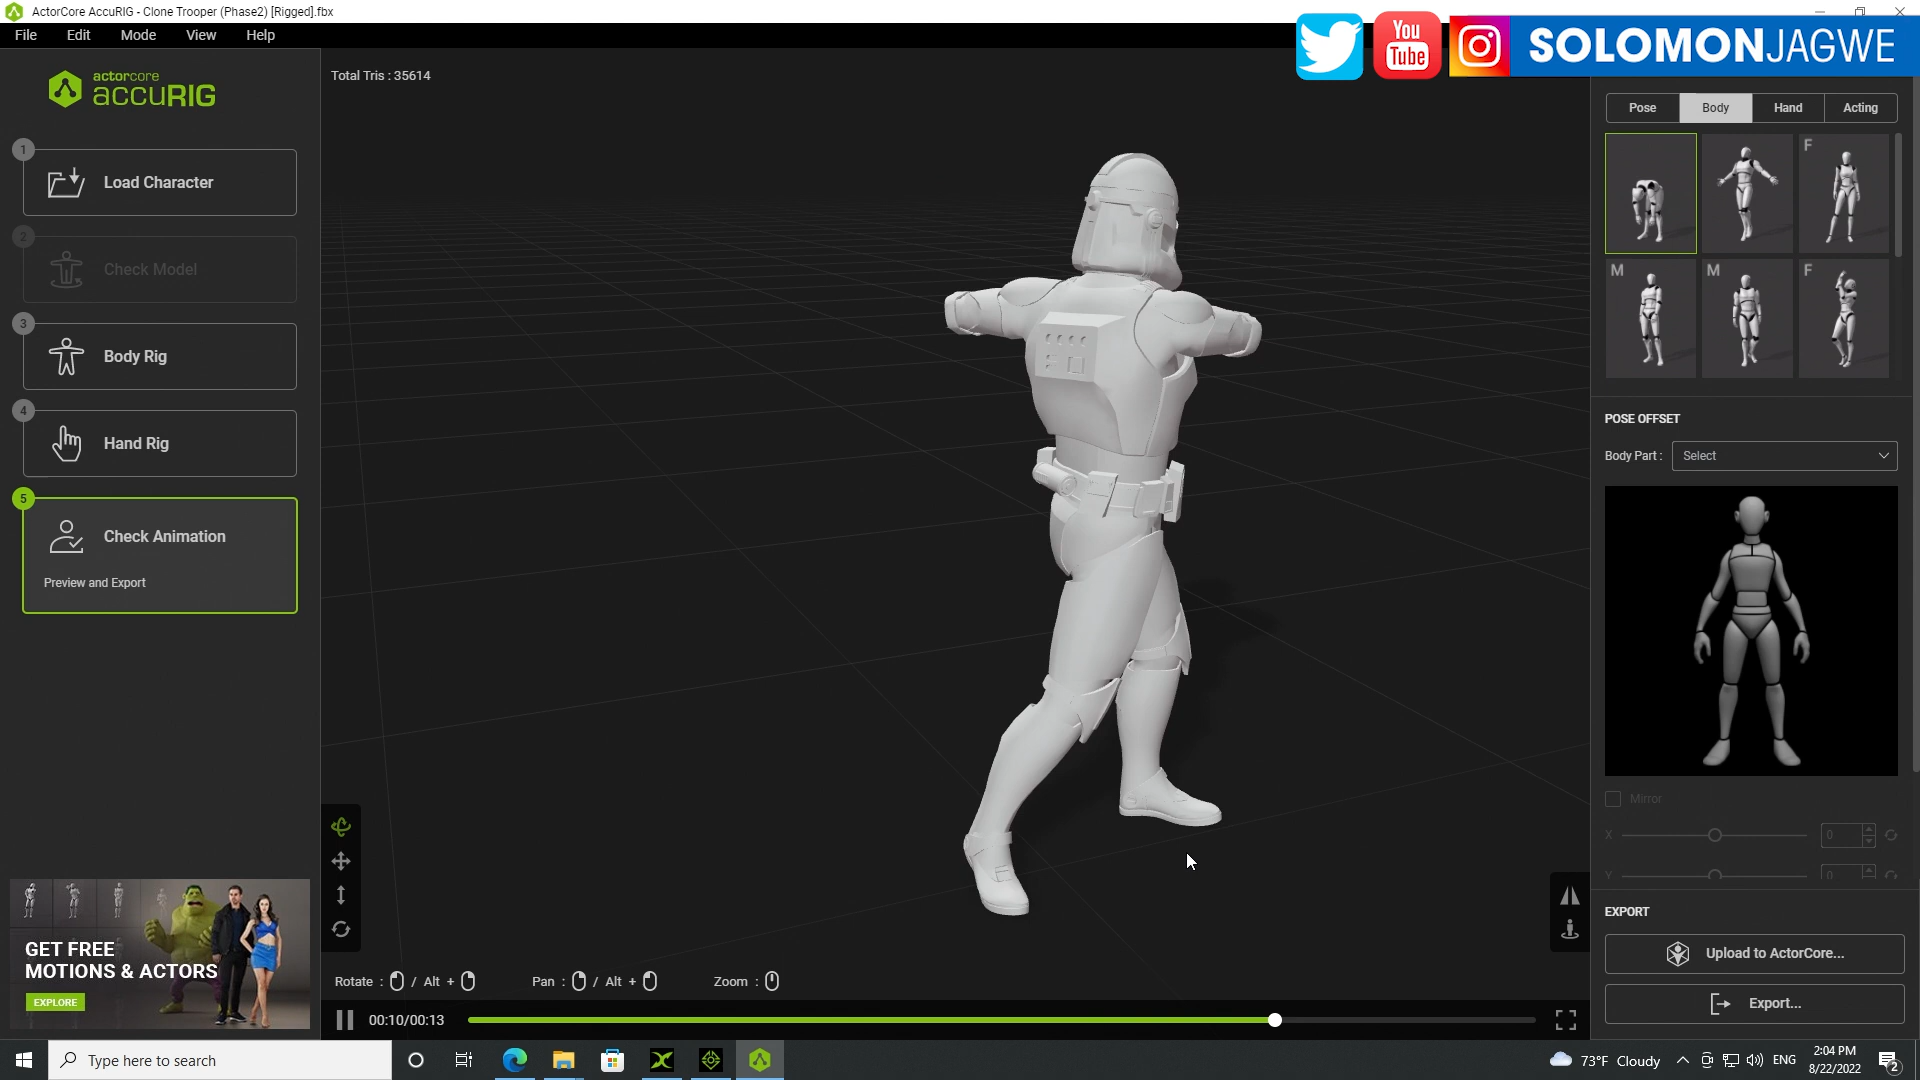 ActorCore AccuRIG - Clone Trooper (Phase2) [Rigged].fbx
File Edit Mode View Help
SOLOMONJAGWE
You
Tube
actorcore
accuRIG
Total Tris : 35614
1
Load Character
2
Check Model
3
Body Rig
4
Hand Rig
5
Check Animation
Preview and Export
GET FREE
MOTIONS & ACTORS
EXPLORE
Rotate : / Alt + Pan : / Alt + Zoom :
00:10/00:13
Pose Body Hand Acting
F
M M F
POSE OFFSET
Body Part : Select
Mirror
X 0
Y 0
EXPORT
Upload to ActorCore...
Export...
Type here to search
73°F Cloudy
ENG
2:04 PM
8/22/2022
2